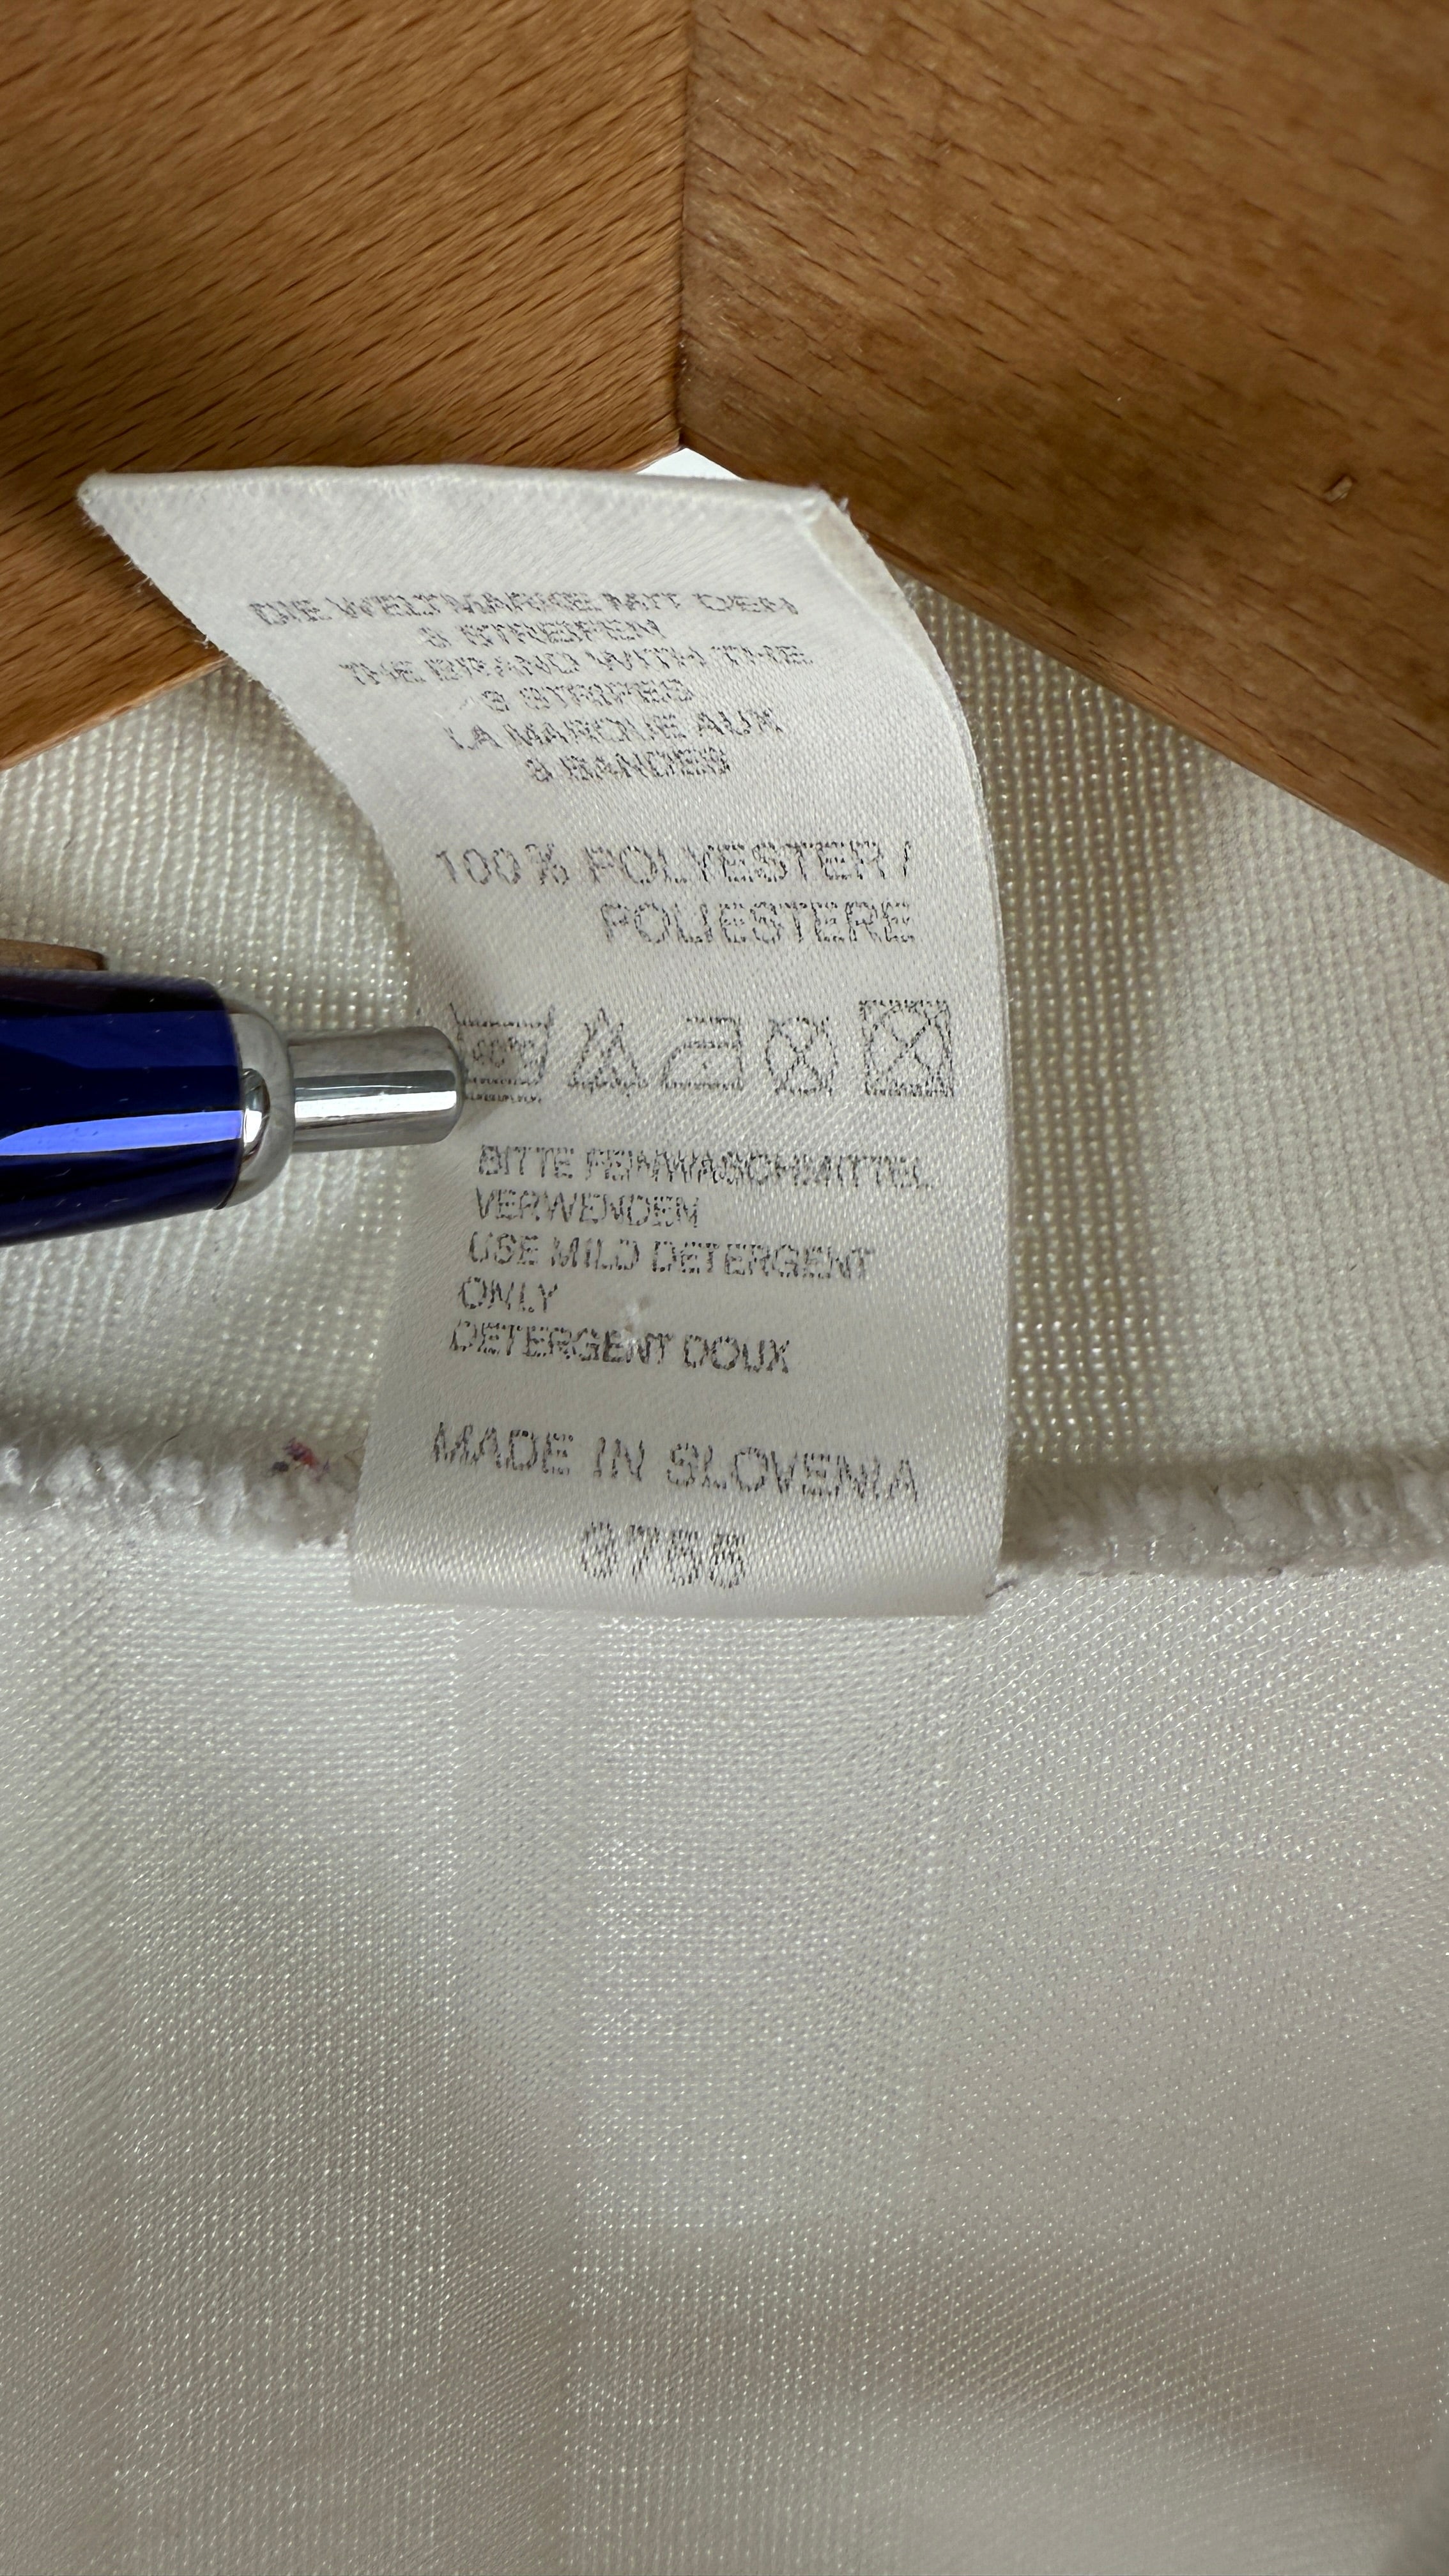 DIE WELTMARKE MIT DEN
3 STREIFEN
THE BRAND WITH THE
3 STRIPES
LA MARQUE AUX
3 BANDES
100% POLYESTER /
POLIESTERE
BITTE FEINWASCHMITTEL
VERWENDEN
USE MILD DETERGENT
ONLY
DETERGENT DOUX
MADE IN SLOVENIA